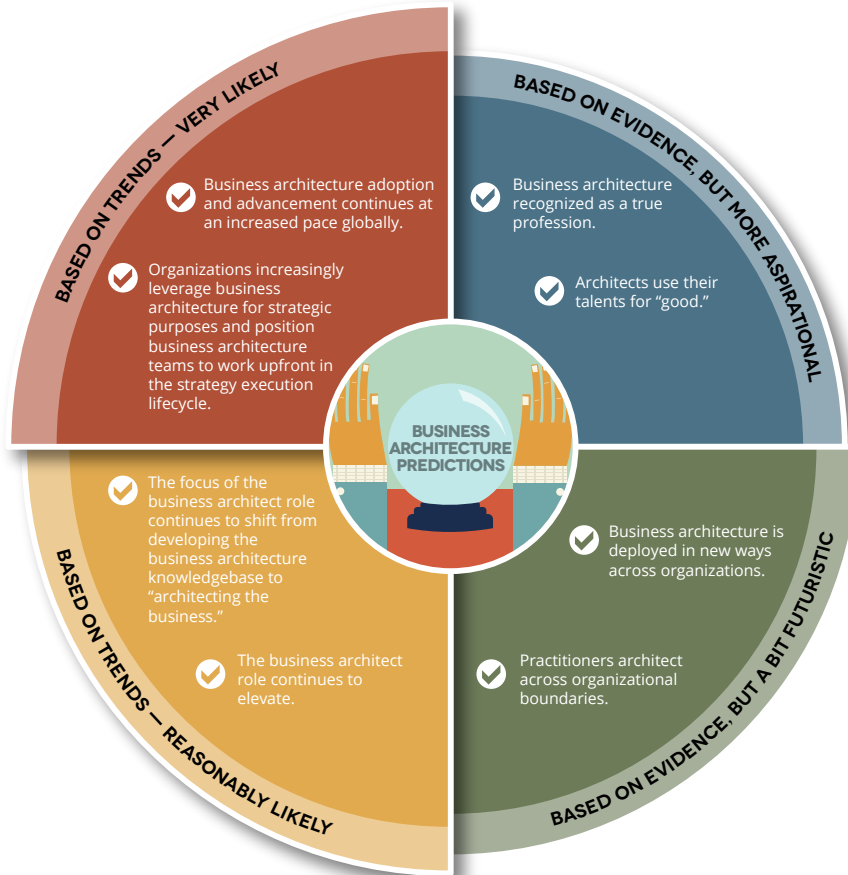 BASED ON TRENDS — VERY LIKELY
Business architecture adoption
and advancement continues at
an increased pace globally.
Organizations increasingly
leverage business
architecture for strategic
purposes and position
business architecture
teams to work upfront in
the strategy execution
lifecycle.
BASED ON EVIDENCE, BUT MORE ASPIRATIONAL
Business architecture
recognized as a true
profession.
Architects use their
talents for “good.”
BUSINESS
ARCHITECTURE
PREDICTIONS
BASED ON TRENDS — REASONABLY LIKELY
The focus of the
business architect role
continues to shift from
developing the
business architecture
knowledgebase to
“architecting the
business.”
The business architect
role continues to
elevate.
BASED ON EVIDENCE, BUT A BIT FUTURISTIC
Business architecture is
deployed in new ways
across organizations.
Practitioners architect
across organizational
boundaries.